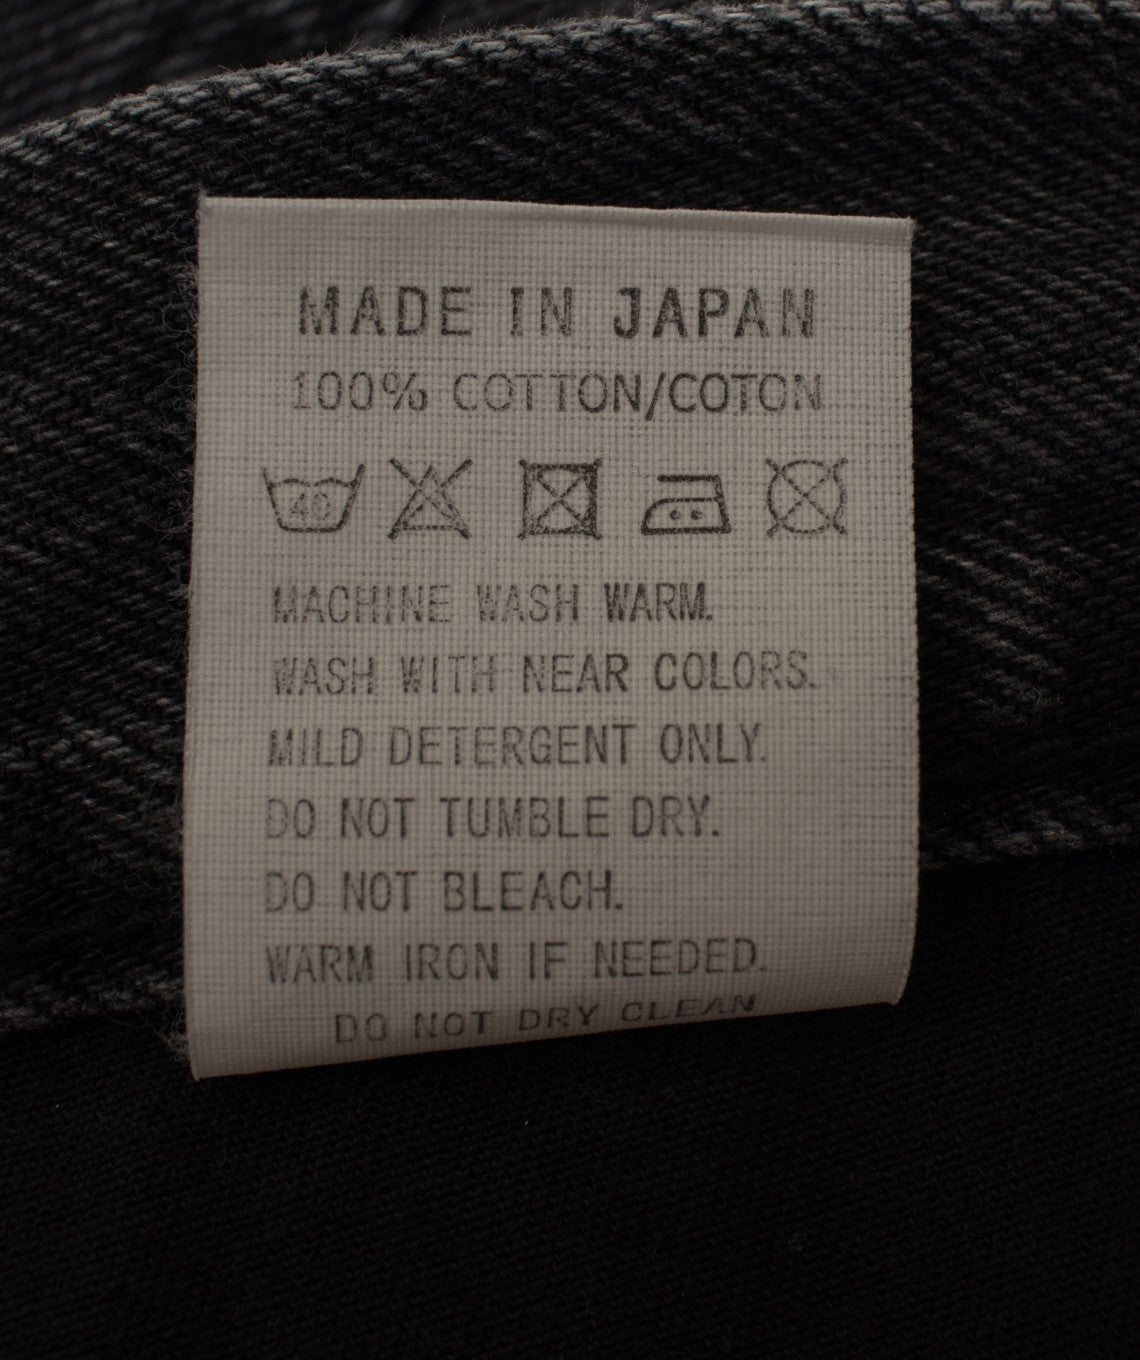 MADE IN JAPAN
100% COTTON/COTON
40
MACHINE WASH WARM.
WASH WITH NEAR COLORS.
MILD DETERGENT ONLY.
DO NOT TUMBLE DRY.
DO NOT BLEACH.
WARM IRON IF NEEDED.
DO NOT DRY CLEAN